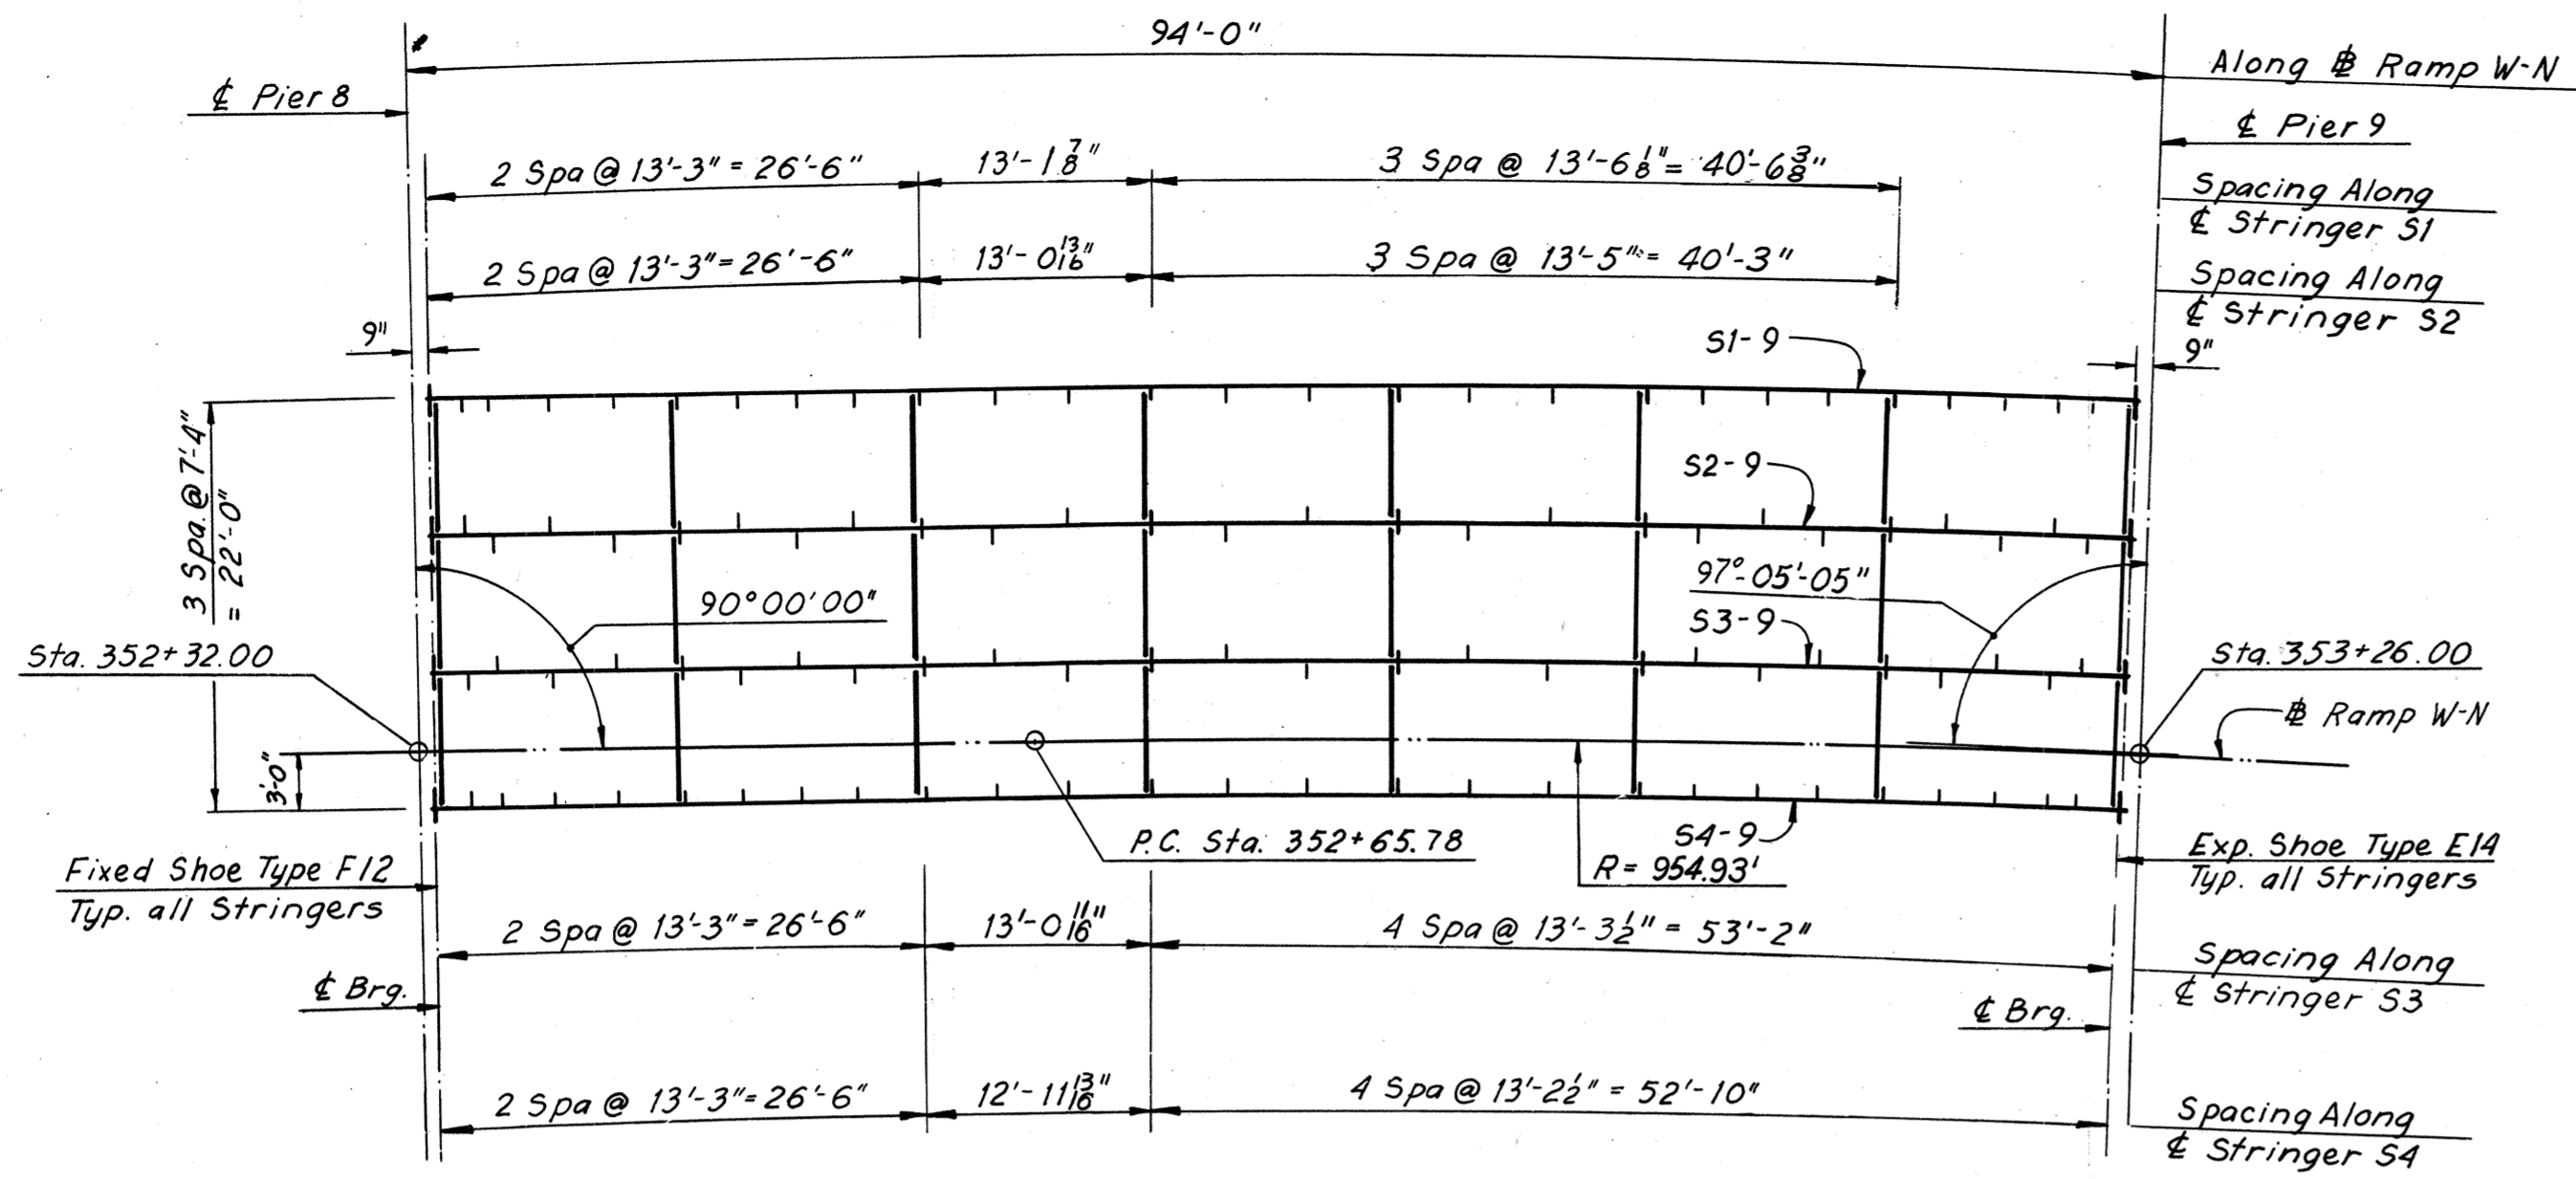 94'-0"
Along ℄ Ramp W-N
℄ Pier 8
℄ Pier 9
2 Spa @ 13'-3" = 26'-6"
13'-1 7/8"
3 Spa @ 13'-6 1/8" = 40'-6 3/8"
Spacing Along
℄ Stringer S1
2 Spa @ 13'-3" = 26'-6"
13'-0 13/16"
3 Spa @ 13'-5" = 40'-3"
Spacing Along
℄ Stringer S2
9"
S1-9
9"
3 Spa. @ 7'-4"
= 22'-0"
S2-9
90°00'00"
97°-05'-05"
S3-9
Sta. 352+32.00
Sta. 353+26.00
℄ Ramp W-N
3'-0"
P.C. Sta. 352+65.78
S4-9
R = 954.93'
Fixed Shoe Type F12
Typ. all Stringers
Exp. Shoe Type E14
Typ. all Stringers
2 Spa @ 13'-3" = 26'-6"
13'-0 11/16"
4 Spa @ 13'-3 1/2" = 53'-2"
Spacing Along
℄ Stringer S3
℄ Brg.
℄ Brg.
2 Spa @ 13'-3" = 26'-6"
12'-11 13/16"
4 Spa @ 13'-2 1/2" = 52'-10"
Spacing Along
℄ Stringer S4